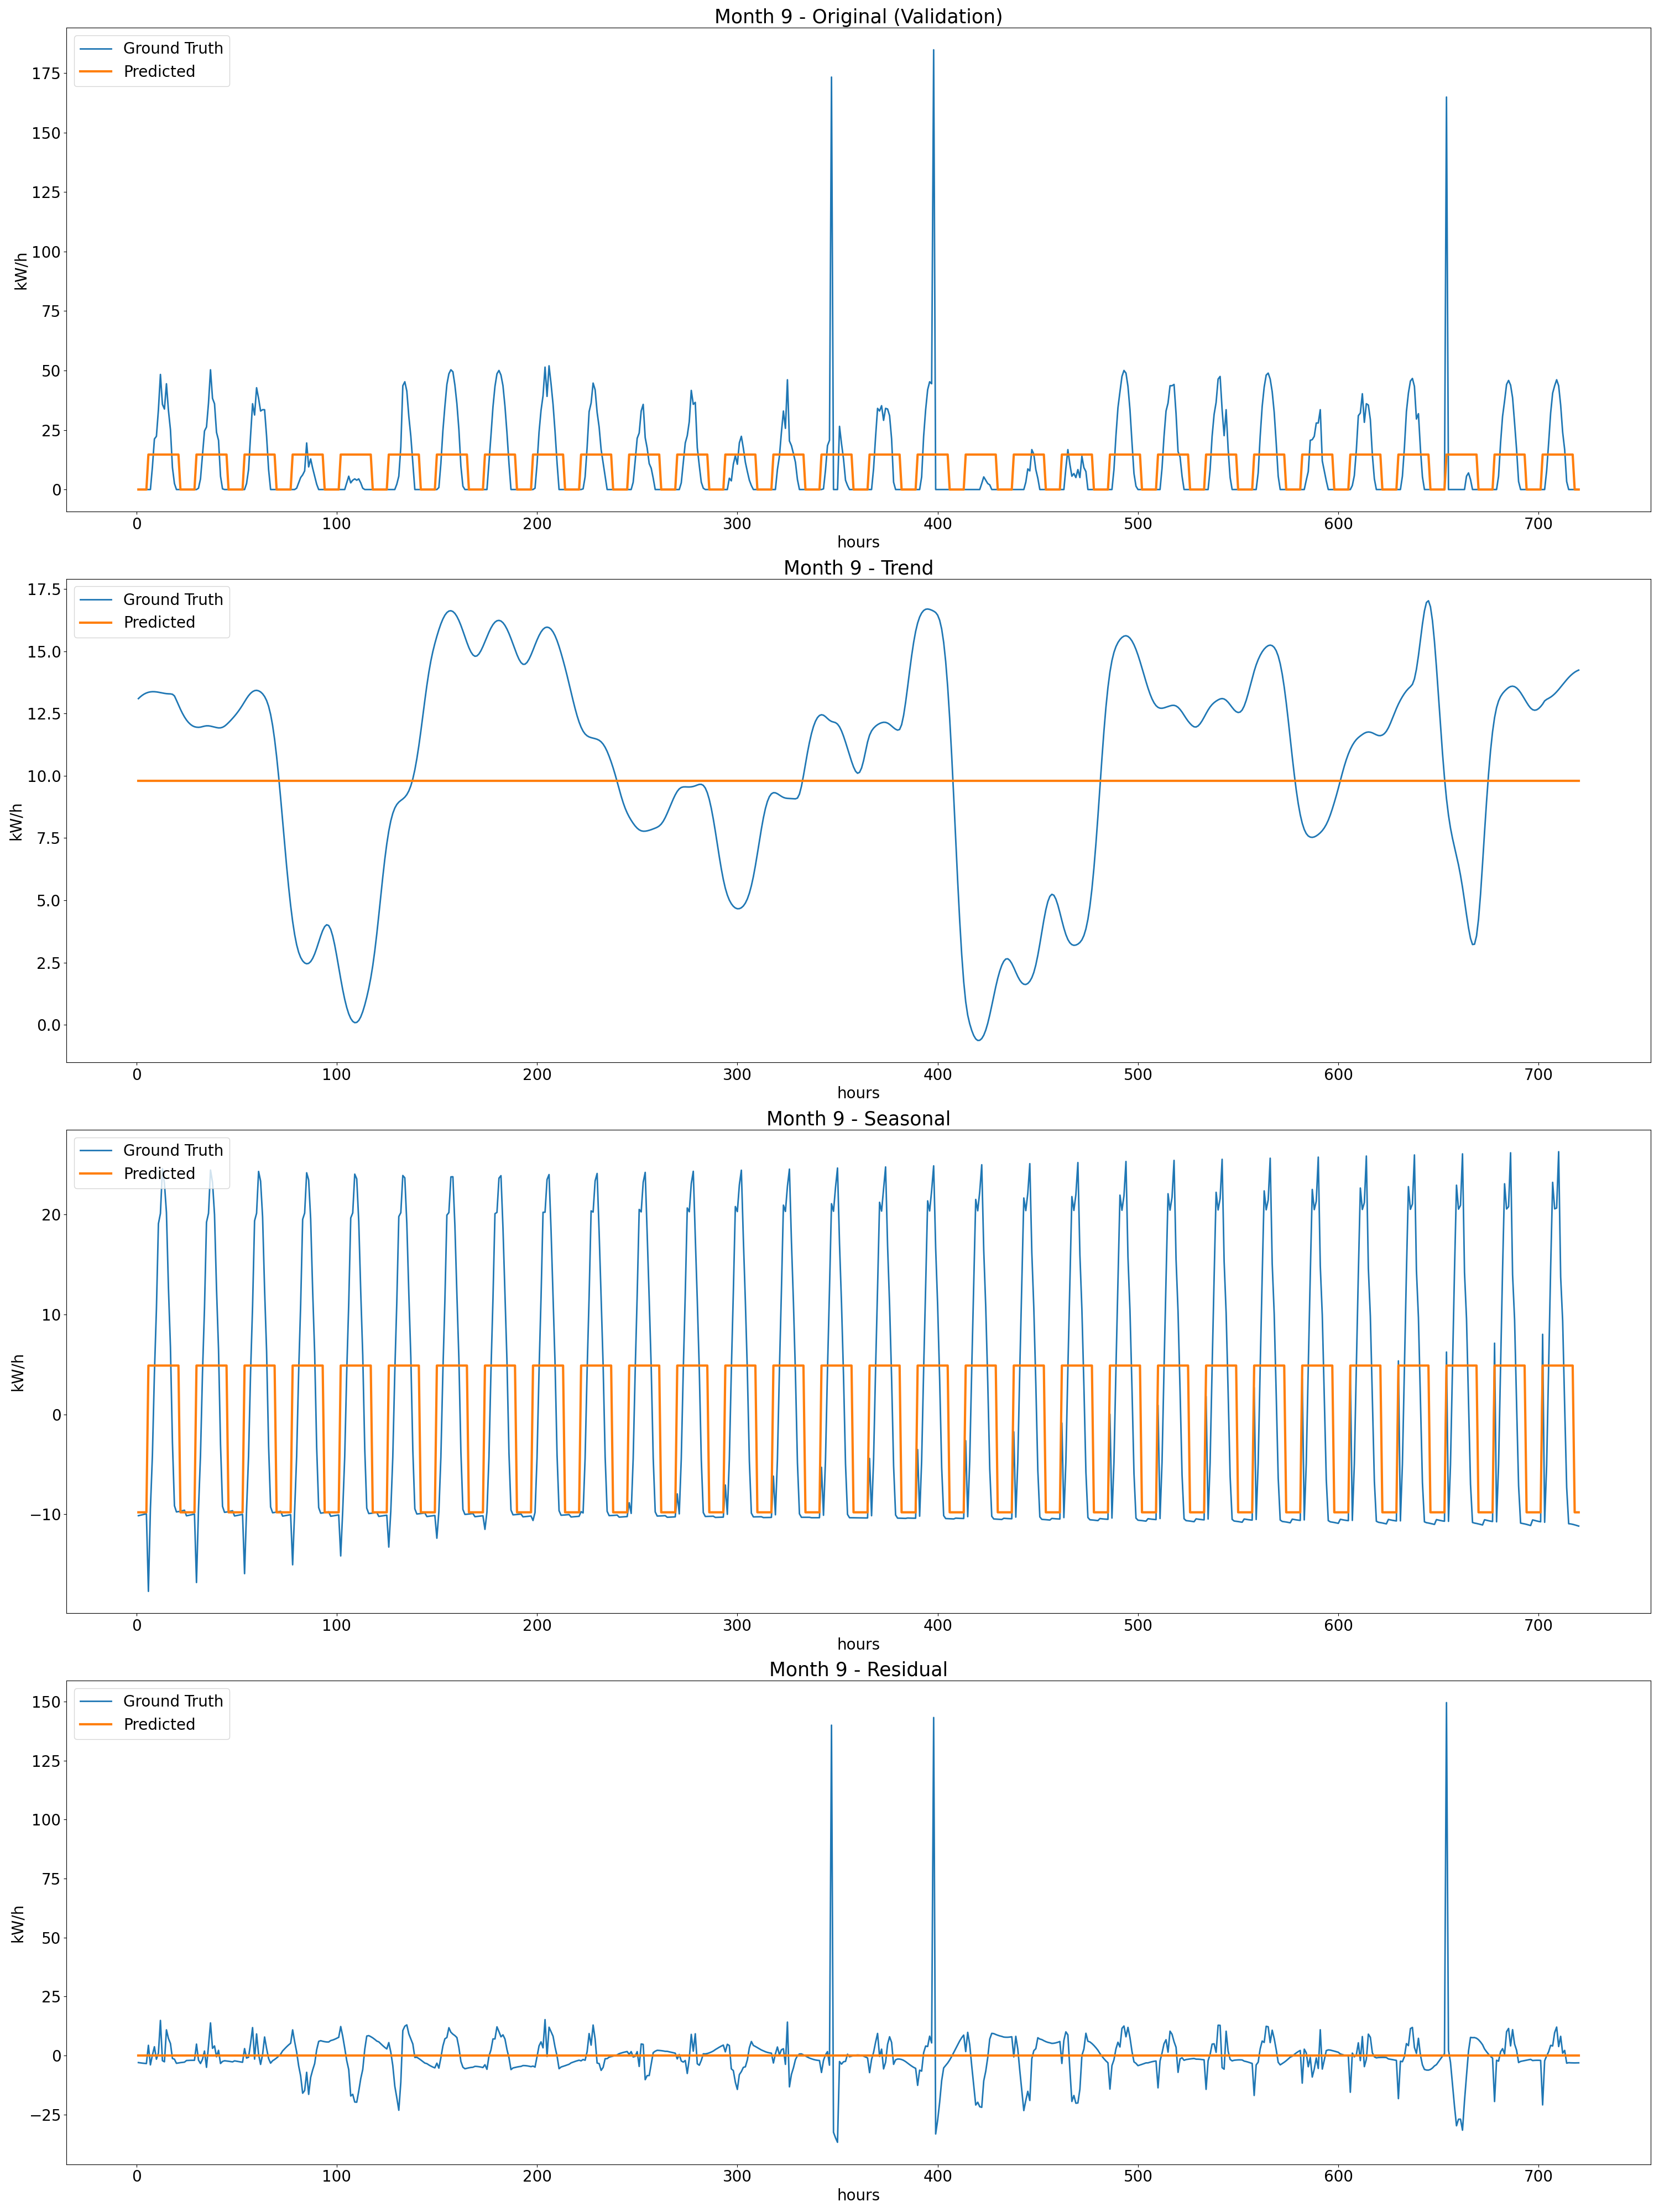 Month 9 - Original (Validation)
Ground Truth
Predicted
175
150
125
100
75
50
25
0
kW/h
0 100 200 300 400 500 600 700
hours
Month 9 - Trend
Ground Truth
Predicted
17.5
15.0
12.5
10.0
7.5
5.0
2.5
0.0
kW/h
0 100 200 300 400 500 600 700
hours
Month 9 - Seasonal
Ground Truth
Predicted
20
10
0
−10
kW/h
0 100 200 300 400 500 600 700
hours
Month 9 - Residual
Ground Truth
Predicted
150
125
100
75
50
25
0
−25
kW/h
0 100 200 300 400 500 600 700
hours